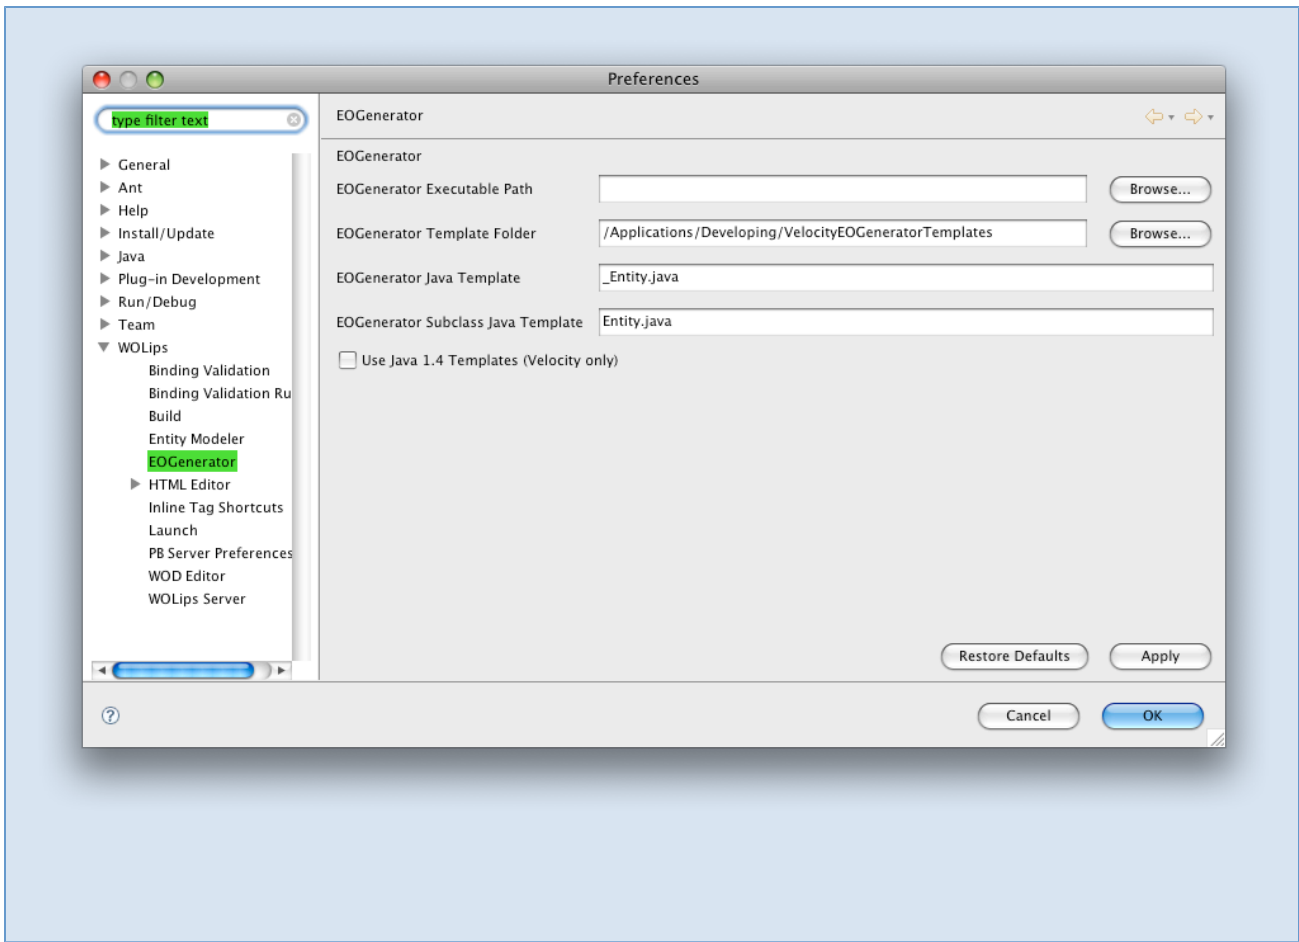 Preferences
type filter text
General
Ant
Help
Install/Update
Java
Plug-in Development
Run/Debug
Team
WOLips
Binding Validation
Binding Validation Ru
Build
Entity Modeler
EOGenerator
HTML Editor
Inline Tag Shortcuts
Launch
PB Server Preferences
WOD Editor
WOLips Server
EOGenerator
EOGenerator
EOGenerator Executable Path Browse...
EOGenerator Template Folder /Applications/Developing/VelocityEOGeneratorTemplates Browse...
EOGenerator Java Template _Entity.java
EOGenerator Subclass Java Template Entity.java
Use Java 1.4 Templates (Velocity only)
Restore Defaults Apply
? Cancel OK